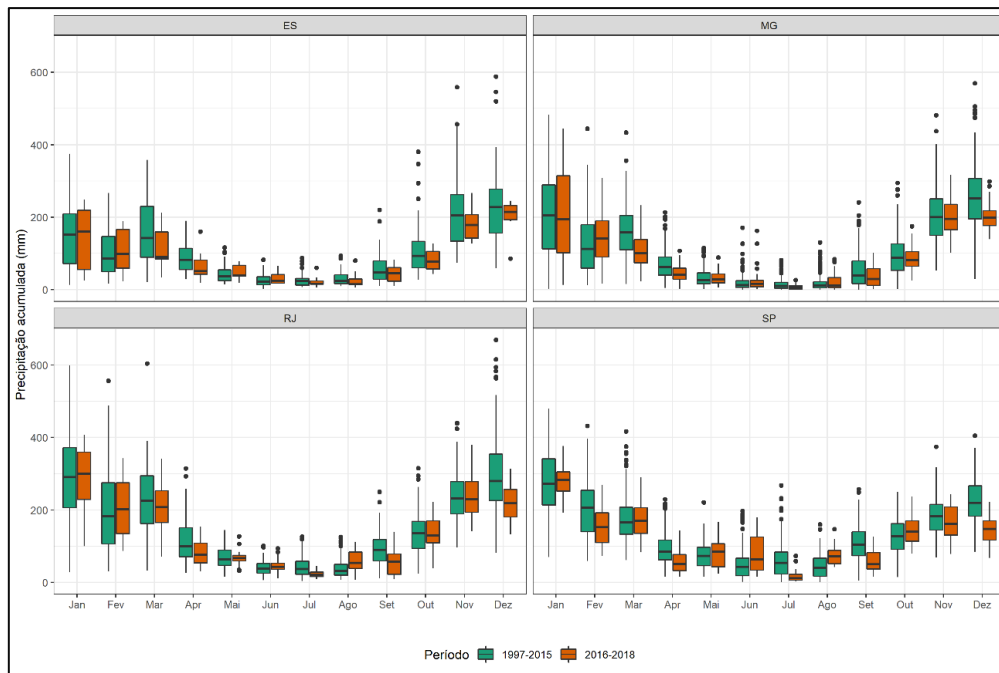 ES
MG
600
400
200
0
RJ
SP
600
400
200
0
Precipitação acumulada (mm)
Jan Fev Mar Apr Mai Jun Jul Ago Set Out Nov Dez
Jan Fev Mar Apr Mai Jun Jul Ago Set Out Nov Dez
Período 1997-2015 2016-2018